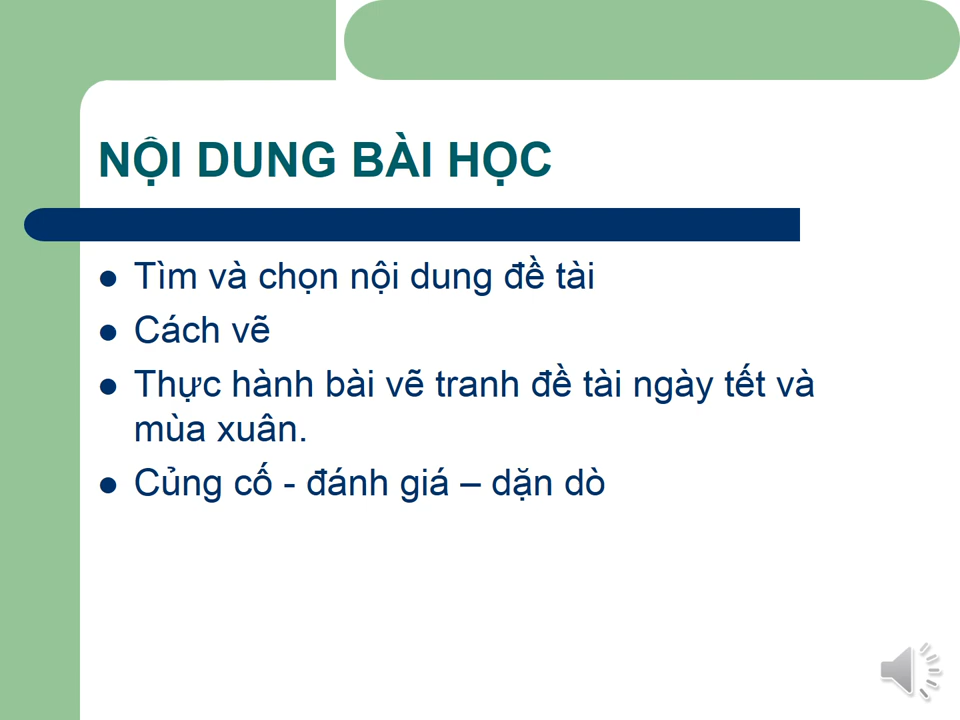 NỘI DUNG BÀI HỌC
Tìm và chọn nội dung đề tài
Cách vẽ
Thực hành bài vẽ tranh đề tài ngày tết và
mùa xuân.
Củng cố - đánh giá – dặn dò